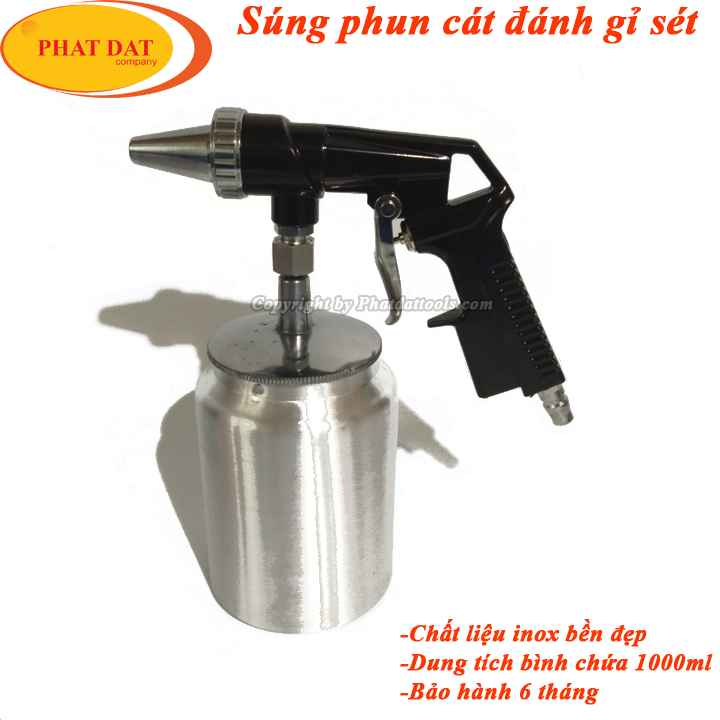 PHAT DAT
company
Súng phun cát đánh gỉ sét
Copyright by Phatdattools.com
-Chất liệu inox bền đẹp
-Dung tích bình chứa 1000ml
-Bảo hành 6 tháng